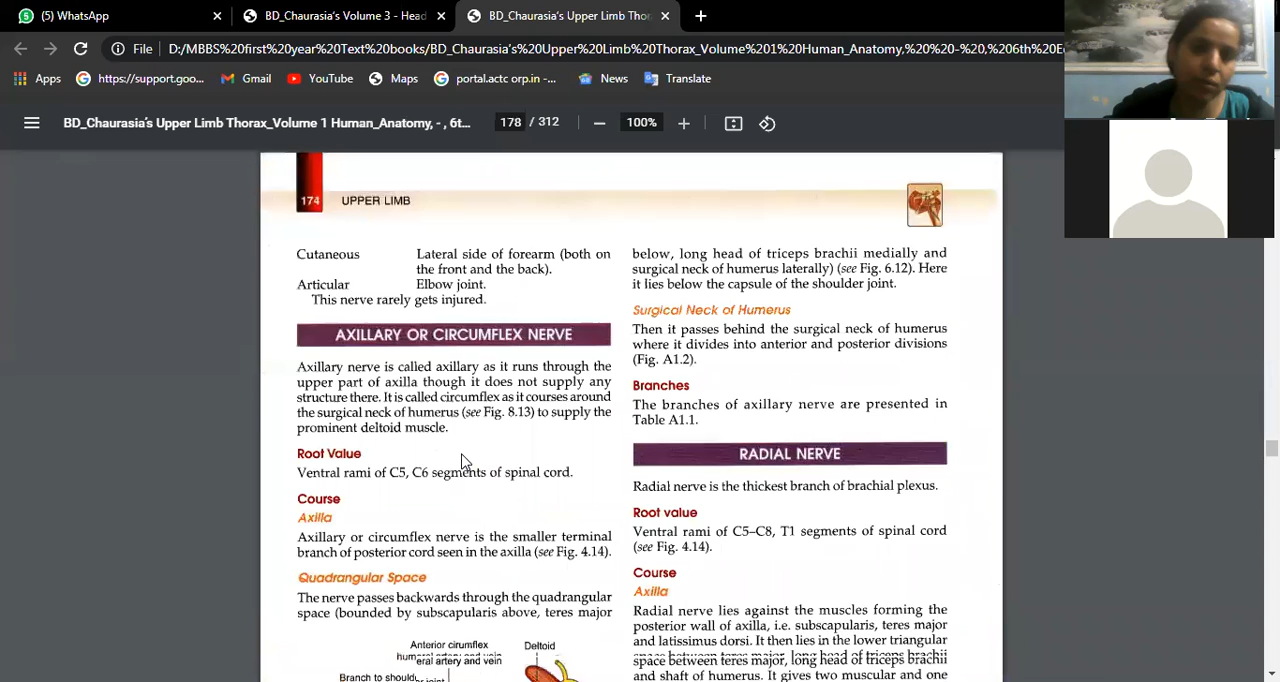 (5) WhatsApp
BD_Chaurasia's Volume 3 - Head
BD_Chaurasia's Upper Limb Thor
File
D:/MBBS%20first%20year%20Text%20books/BD_Chaurasia's%20Upper%20Limb%20Thorax_Volume%201%20Human_Anatomy,%20%20-%20,%206th%20E
Apps
https://support.goo...
Gmail
YouTube
Maps
portal.actc orp.in -...
News
Translate
BD_Chaurasia's Upper Limb Thorax_Volume 1 Human_Anatomy, - , 6t...
178 / 312
100%
174
UPPER LIMB
Cutaneous Lateral side of forearm (both on
the front and the back).
Articular Elbow joint.
This nerve rarely gets injured.
AXILLARY OR CIRCUMFLEX NERVE
Axillary nerve is called axillary as it runs through the
upper part of axilla though it does not supply any
structure there. It is called circumflex as it courses around
the surgical neck of humerus (see Fig. 8.13) to supply the
prominent deltoid muscle.
Root Value
Ventral rami of C5, C6 segments of spinal cord.
Course
Axilla
Axillary or circumflex nerve is the smaller terminal
branch of posterior cord seen in the axilla (see Fig. 4.14).
Quadrangular Space
The nerve passes backwards through the quadrangular
space (bounded by subscapularis above, teres major
Anterior cirumflex
humeral artery and vein
eral artery and vein
Deltoid
Branch to should
er joint
below, long head of triceps brachii medially and
surgical neck of humerus laterally) (see Fig. 6.12). Here
it lies below the capsule of the shoulder joint.
Surgical Neck of Humerus
Then it passes behind the surgical neck of humerus
where it divides into anterior and posterior divisions
(Fig. A1.2).
Branches
The branches of axillary nerve are presented in
Table A1.1.
RADIAL NERVE
Radial nerve is the thickest branch of brachial plexus.
Root value
Ventral rami of C5–C8, T1 segments of spinal cord
(see Fig. 4.14).
Course
Axilla
Radial nerve lies against the muscles forming the
posterior wall of axilla, i.e. subscapularis, teres major
and latissimus dorsi. It then lies in the lower triangular
space between teres major, long head of triceps brachii
and shaft of humerus. It gives two muscular and one